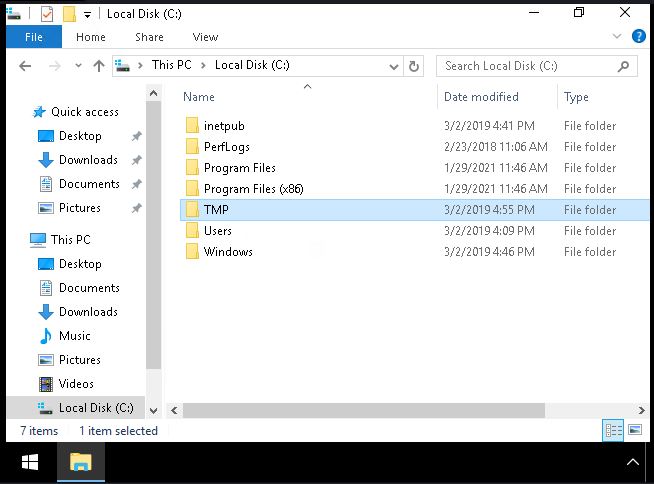 Local Disk (C:)
File Home Share View
This PC Local Disk (C:) Search Local Disk (C:)
Name Date modified Type
Quick access
Desktop
Downloads
Documents
Pictures
This PC
Desktop
Documents
Downloads
Music
Pictures
Videos
Local Disk (C:)
inetpub 3/2/2019 4:41 PM File folder
PerfLogs 2/23/2018 11:06 AM File folder
Program Files 1/29/2021 11:46 AM File folder
Program Files (x86) 1/29/2021 11:46 AM File folder
TMP 3/2/2019 4:55 PM File folder
Users 3/2/2019 4:09 PM File folder
Windows 3/2/2019 4:46 PM File folder
7 items 1 item selected